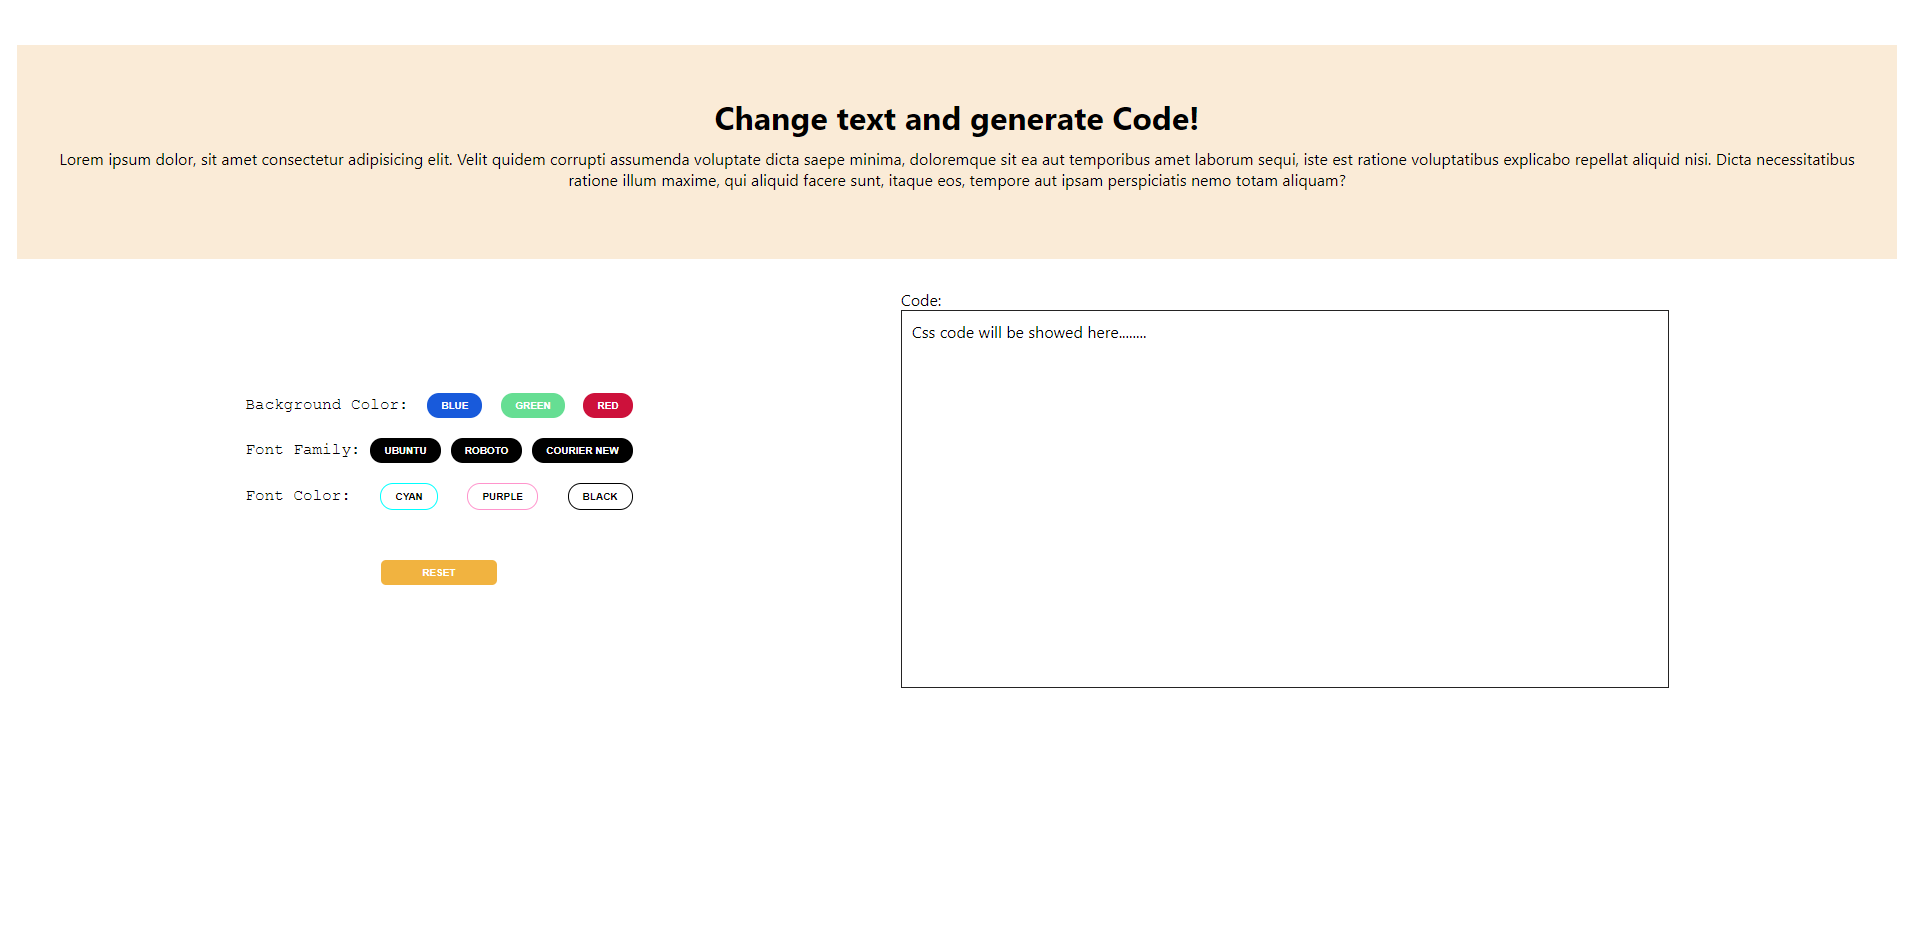 Change text and generate Code!
Lorem ipsum dolor, sit amet consectetur adipisicing elit. Velit quidem corrupti assumenda voluptate dicta saepe minima, doloremque sit ea aut temporibus amet laborum sequi, iste est ratione voluptatibus explicabo repellat aliquid nisi. Dicta necessitatibus
ratione illum maxime, qui aliquid facere sunt, itaque eos, tempore aut ipsam perspiciatis nemo totam aliquam?
Background Color: BLUE GREEN RED
Font Family: UBUNTU ROBOTO COURIER NEW
Font Color: CYAN PURPLE BLACK
RESET
Code:
Css code will be showed here........